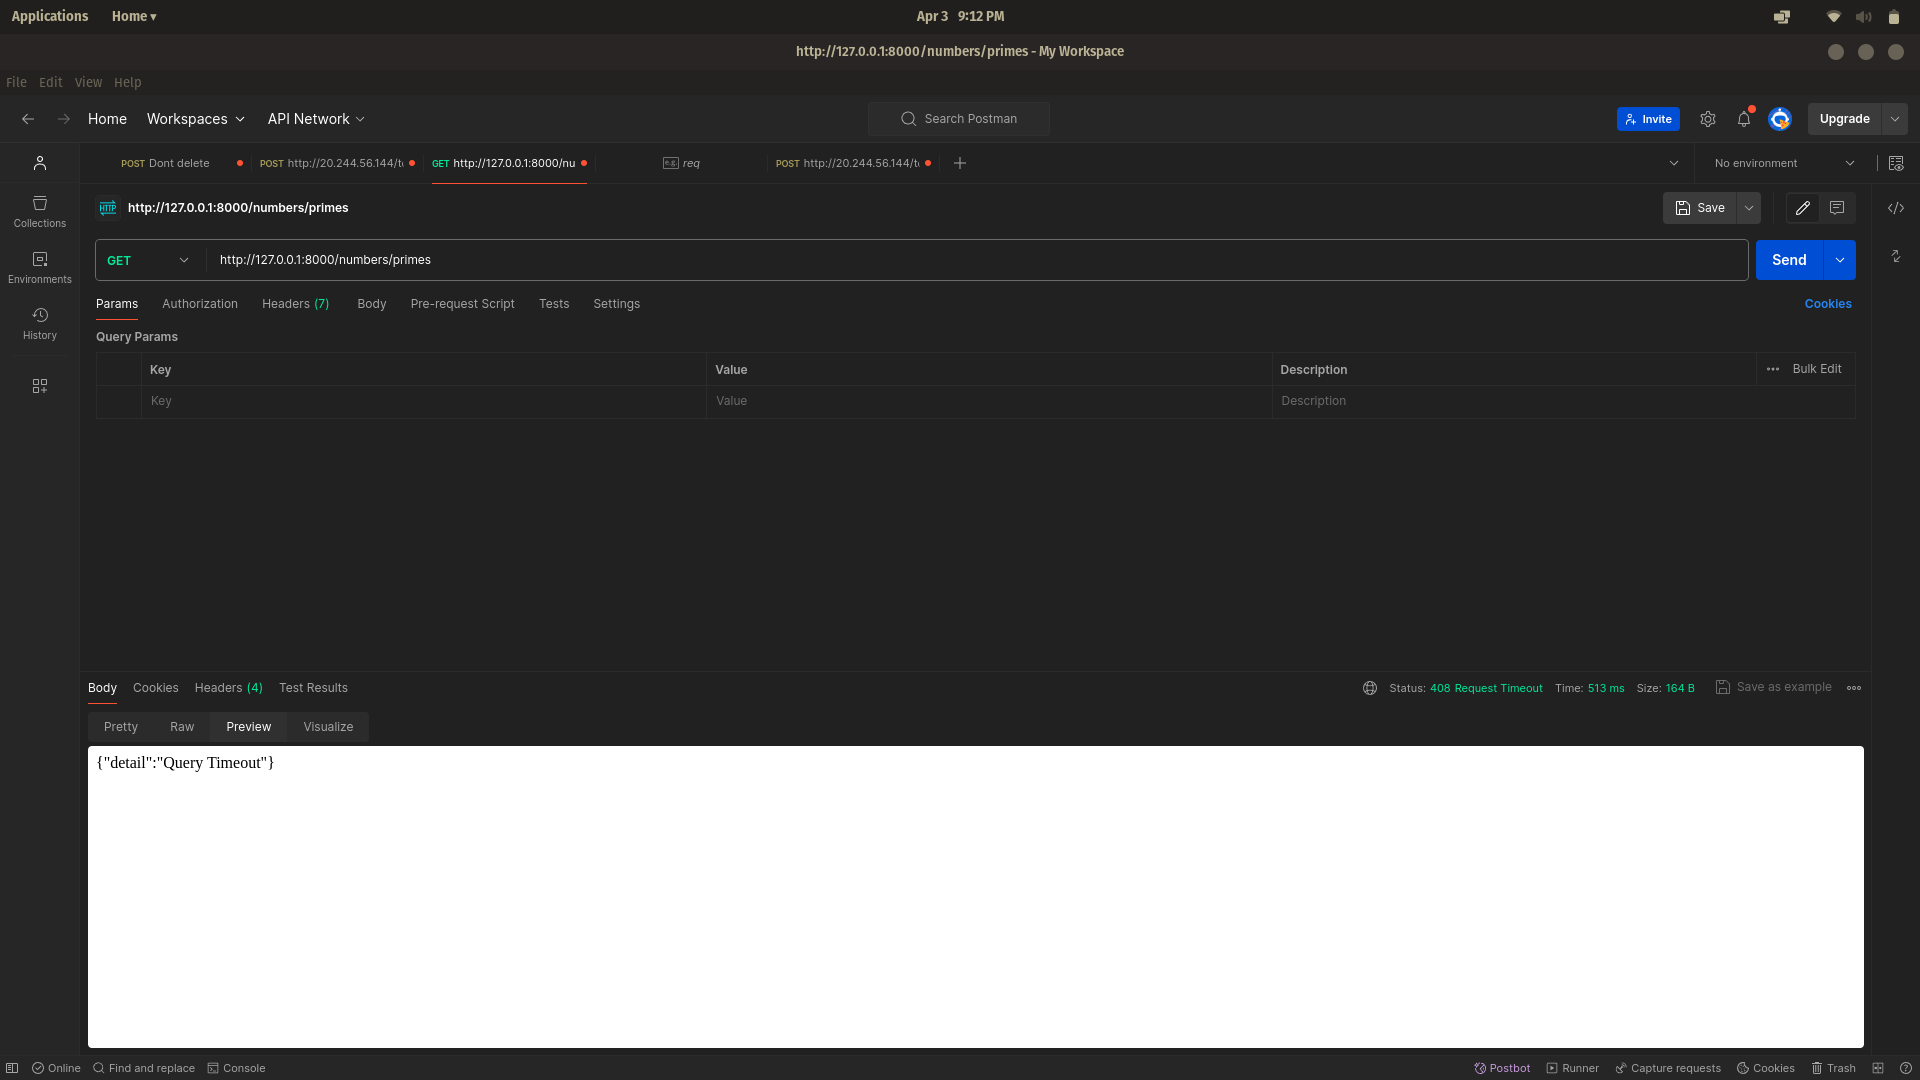 Applications Home ▾ Apr 3 9:12 PM
http://127.0.0.1:8000/numbers/primes - My Workspace
File Edit View Help
Home Workspaces API Network Search Postman Invite Upgrade
POST Dont delete POST http://20.244.56.144/t GET http://127.0.0.1:8000/nu e.g. req POST http://20.244.56.144/t No environment
HTTP http://127.0.0.1:8000/numbers/primes Save
Collections
GET http://127.0.0.1:8000/numbers/primes Send
Environments
Params Authorization Headers (7) Body Pre-request Script Tests Settings Cookies
History
Query Params
Key Value Description Bulk Edit
Key Value Description
Body Cookies Headers (4) Test Results Status: 408 Request Timeout Time: 513 ms Size: 164 B Save as example
Pretty Raw Preview Visualize
{"detail":"Query Timeout"}
Online Find and replace Console Postbot Runner Capture requests Cookies Trash